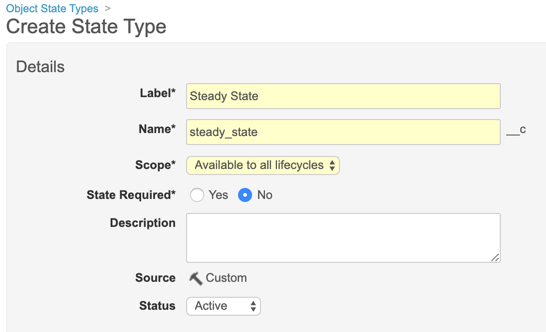 Object State Types >
Create State Type
Details
Label* Steady State
Name* steady_state __c
Scope* Available to all lifecycles
State Required* Yes No
Description
Source Custom
Status Active